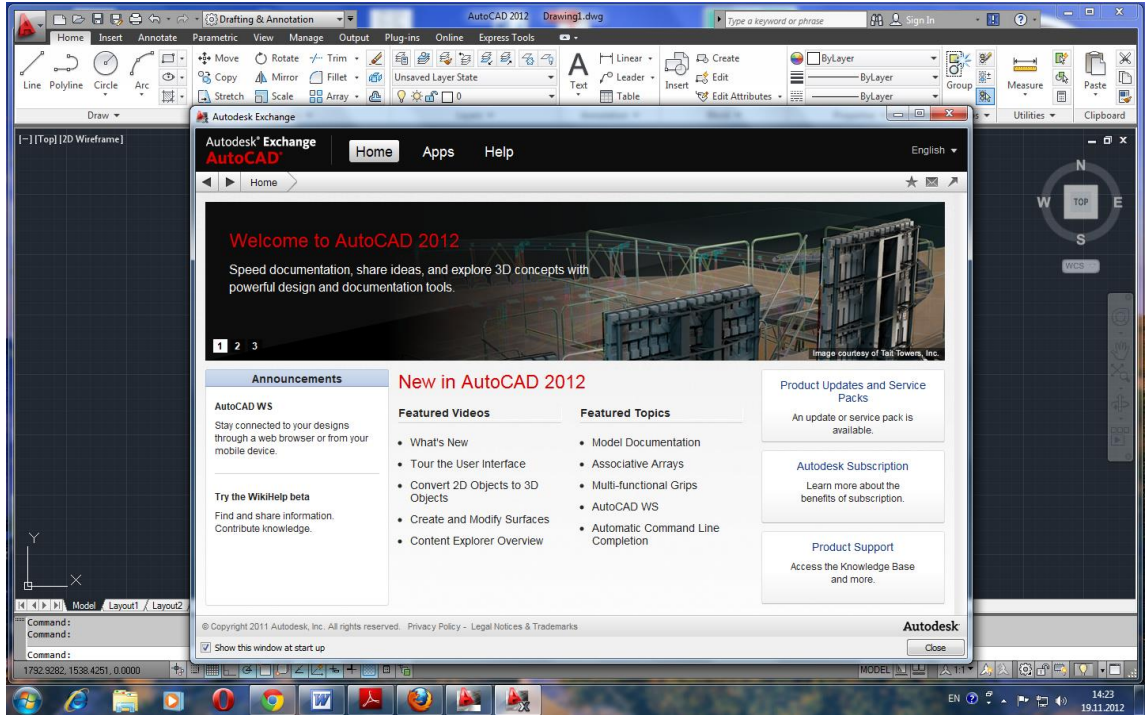 Drafting & Annotation
AutoCAD 2012 Drawing1.dwg
Type a keyword or phrase
Sign In
Home Insert Annotate Parametric View Manage Output Plug-ins Online Express Tools
Line Polyline Circle Arc
Move Rotate Trim
Copy Mirror Fillet
Stretch Scale Array
Unsaved Layer State
0
Text
Linear
Leader
Table
Insert
Create
Edit
Edit Attributes
ByLayer
ByLayer
ByLayer
Group
Measure
Paste
Draw
Utilities
Clipboard
[−] [Top] [2D Wireframe]
Autodesk Exchange
Autodesk® Exchange
AutoCAD®
Home Apps Help
English
Home
Welcome to AutoCAD 2012
Speed documentation, share ideas, and explore 3D concepts with
powerful design and documentation tools.
1 2 3
Image courtesy of Tait Towers, Inc.
N
W TOP E
S
WCS
Announcements
AutoCAD WS
Stay connected to your designs
through a web browser or from your
mobile device.
Try the WikiHelp beta
Find and share information.
Contribute knowledge.
New in AutoCAD 2012
Featured Videos
• What's New
• Tour the User Interface
• Convert 2D Objects to 3D
Objects
• Create and Modify Surfaces
• Content Explorer Overview
Featured Topics
• Model Documentation
• Associative Arrays
• Multi-functional Grips
• AutoCAD WS
• Automatic Command Line
Completion
Product Updates and Service
Packs
An update or service pack is
available.
Autodesk Subscription
Learn more about the
benefits of subscription.
Product Support
Access the Knowledge Base
and more.
Y
X
Model Layout1 Layout2
© Copyright 2011 Autodesk, Inc. All rights reserved. Privacy Policy - Legal Notices & Trademarks
Autodesk
Show this window at start up
Close
Command:
Command:
Command:
1792.9282, 1538.4251, 0.0000
MODEL
1:1
EN
14:23
19.11.2012